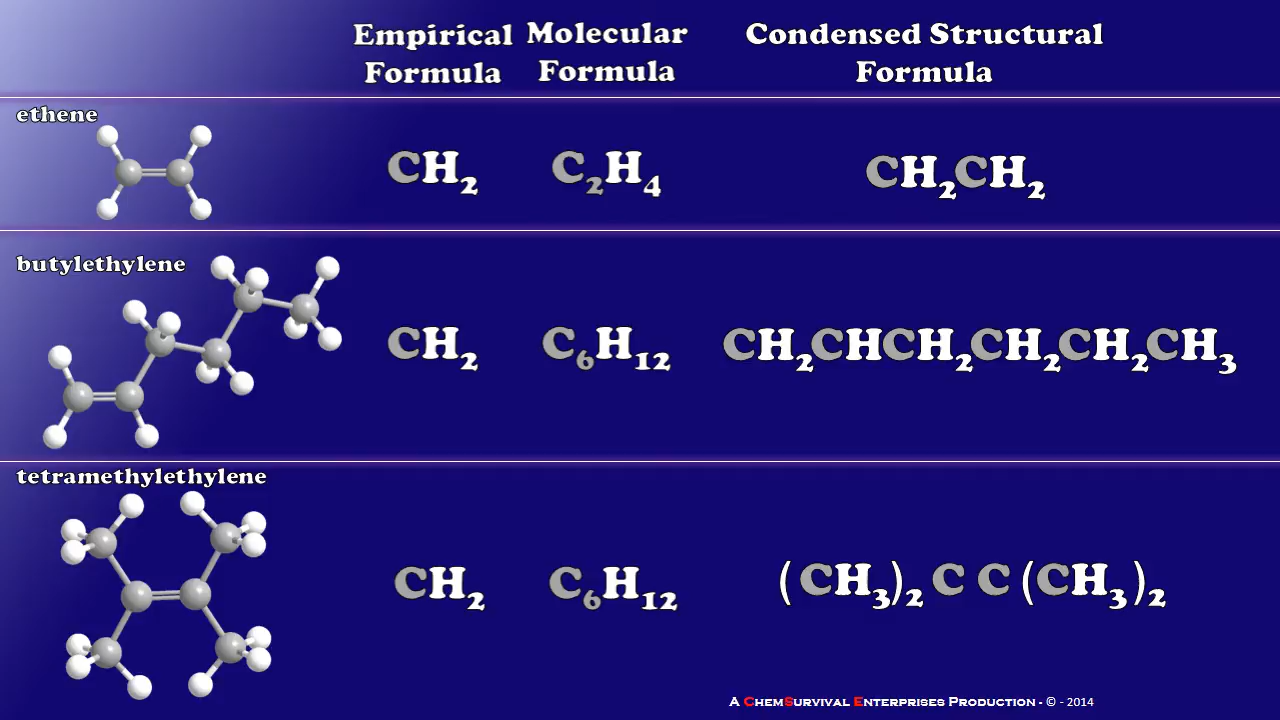 Empirical Formula Molecular Formula Condensed Structural Formula
ethene
CH₂ C₂H₄ CH₂CH₂
butylethylene
CH₂ C₆H₁₂ CH₂CHCH₂CH₂CH₂CH₃
tetramethylethylene
CH₂ C₆H₁₂ (CH₃)₂ C C (CH₃)₂
A ChemSurvival Enterprises Production - © - 2014